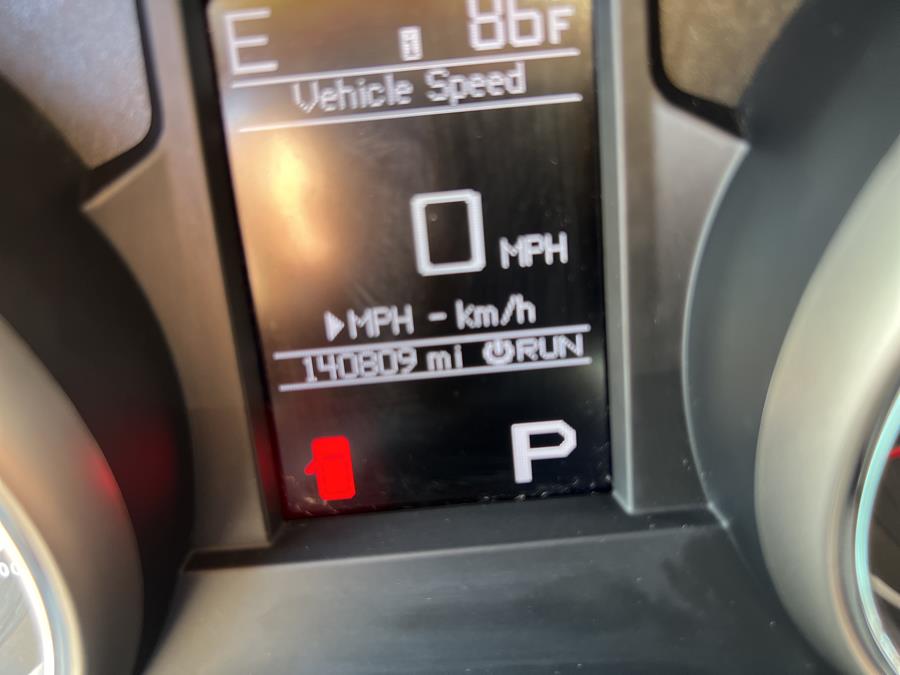 E 86F
Vehicle Speed
0 MPH
▶MPH - km/h
140809 mi RUN
P